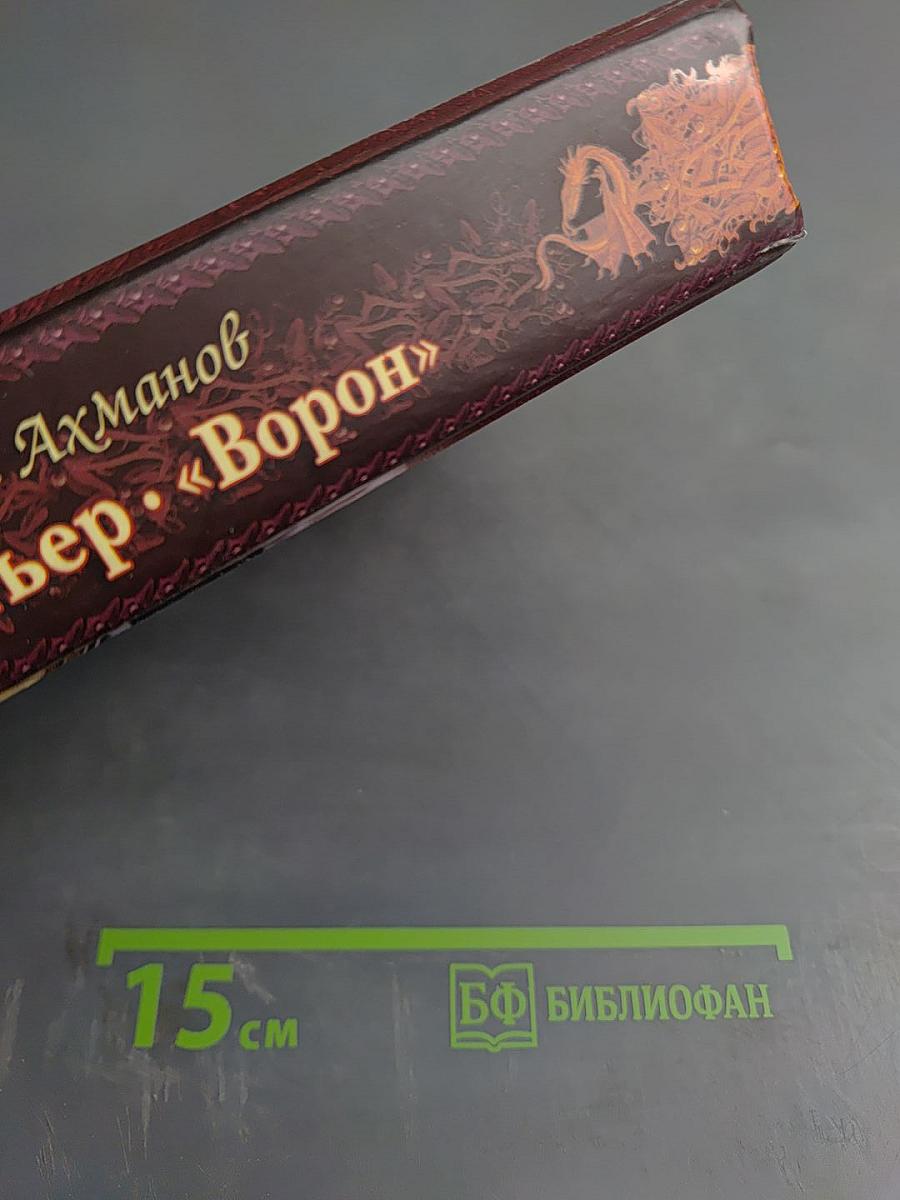 Ахманов
ьер • «Ворон»
15 см
БФ БИБЛИОФАН